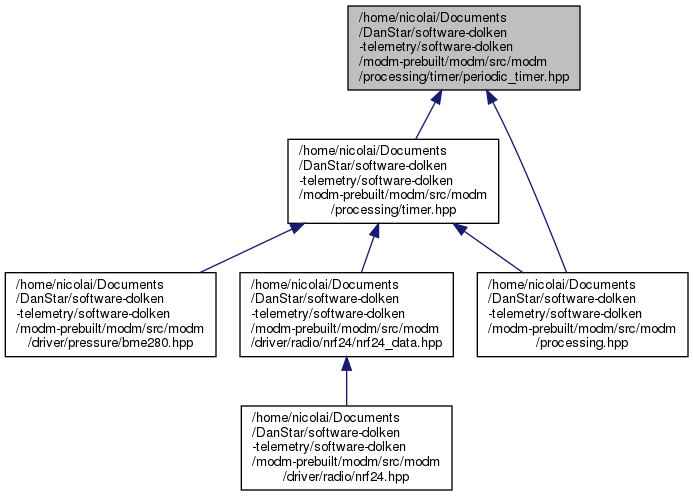 /home/nicolai/Documents
/DanStar/software-dolken
-telemetry/software-dolken
/modm-prebuilt/modm/src/modm
/processing/timer/periodic_timer.hpp
/home/nicolai/Documents
/DanStar/software-dolken
-telemetry/software-dolken
/modm-prebuilt/modm/src/modm
/processing/timer.hpp
/home/nicolai/Documents
/DanStar/software-dolken
-telemetry/software-dolken
/modm-prebuilt/modm/src/modm
/driver/pressure/bme280.hpp
/home/nicolai/Documents
/DanStar/software-dolken
-telemetry/software-dolken
/modm-prebuilt/modm/src/modm
/driver/radio/nrf24/nrf24_data.hpp
/home/nicolai/Documents
/DanStar/software-dolken
-telemetry/software-dolken
/modm-prebuilt/modm/src/modm
/processing.hpp
/home/nicolai/Documents
/DanStar/software-dolken
-telemetry/software-dolken
/modm-prebuilt/modm/src/modm
/driver/radio/nrf24.hpp